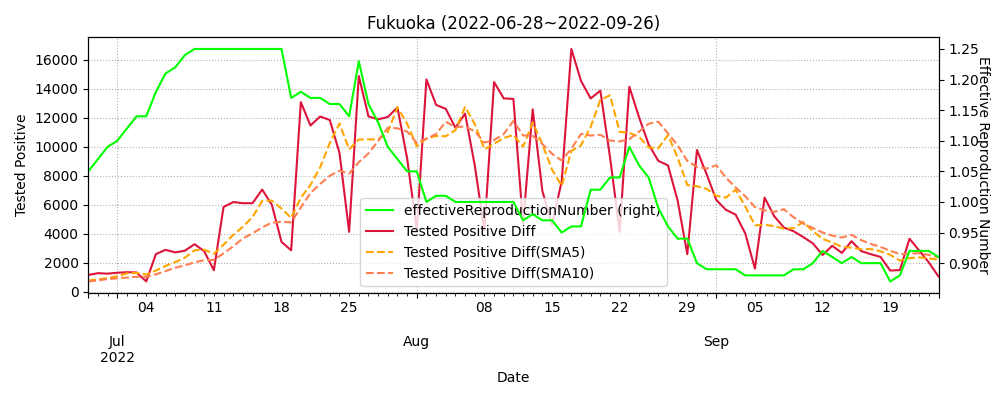 Fukuoka (2022-06-28~2022-09-26)
Tested Positive
16000
14000
12000
10000
8000
6000
4000
2000
0
1.25
1.20
1.15
1.10
1.05
1.00
0.95
0.90
Effective Reproduction Number
effectiveReproductionNumber (right)
Tested Positive Diff
Tested Positive Diff(SMA5)
Tested Positive Diff(SMA10)
04 11 18 25 08 15 22 29 05 12 19
Jul Aug Sep
2022
Date